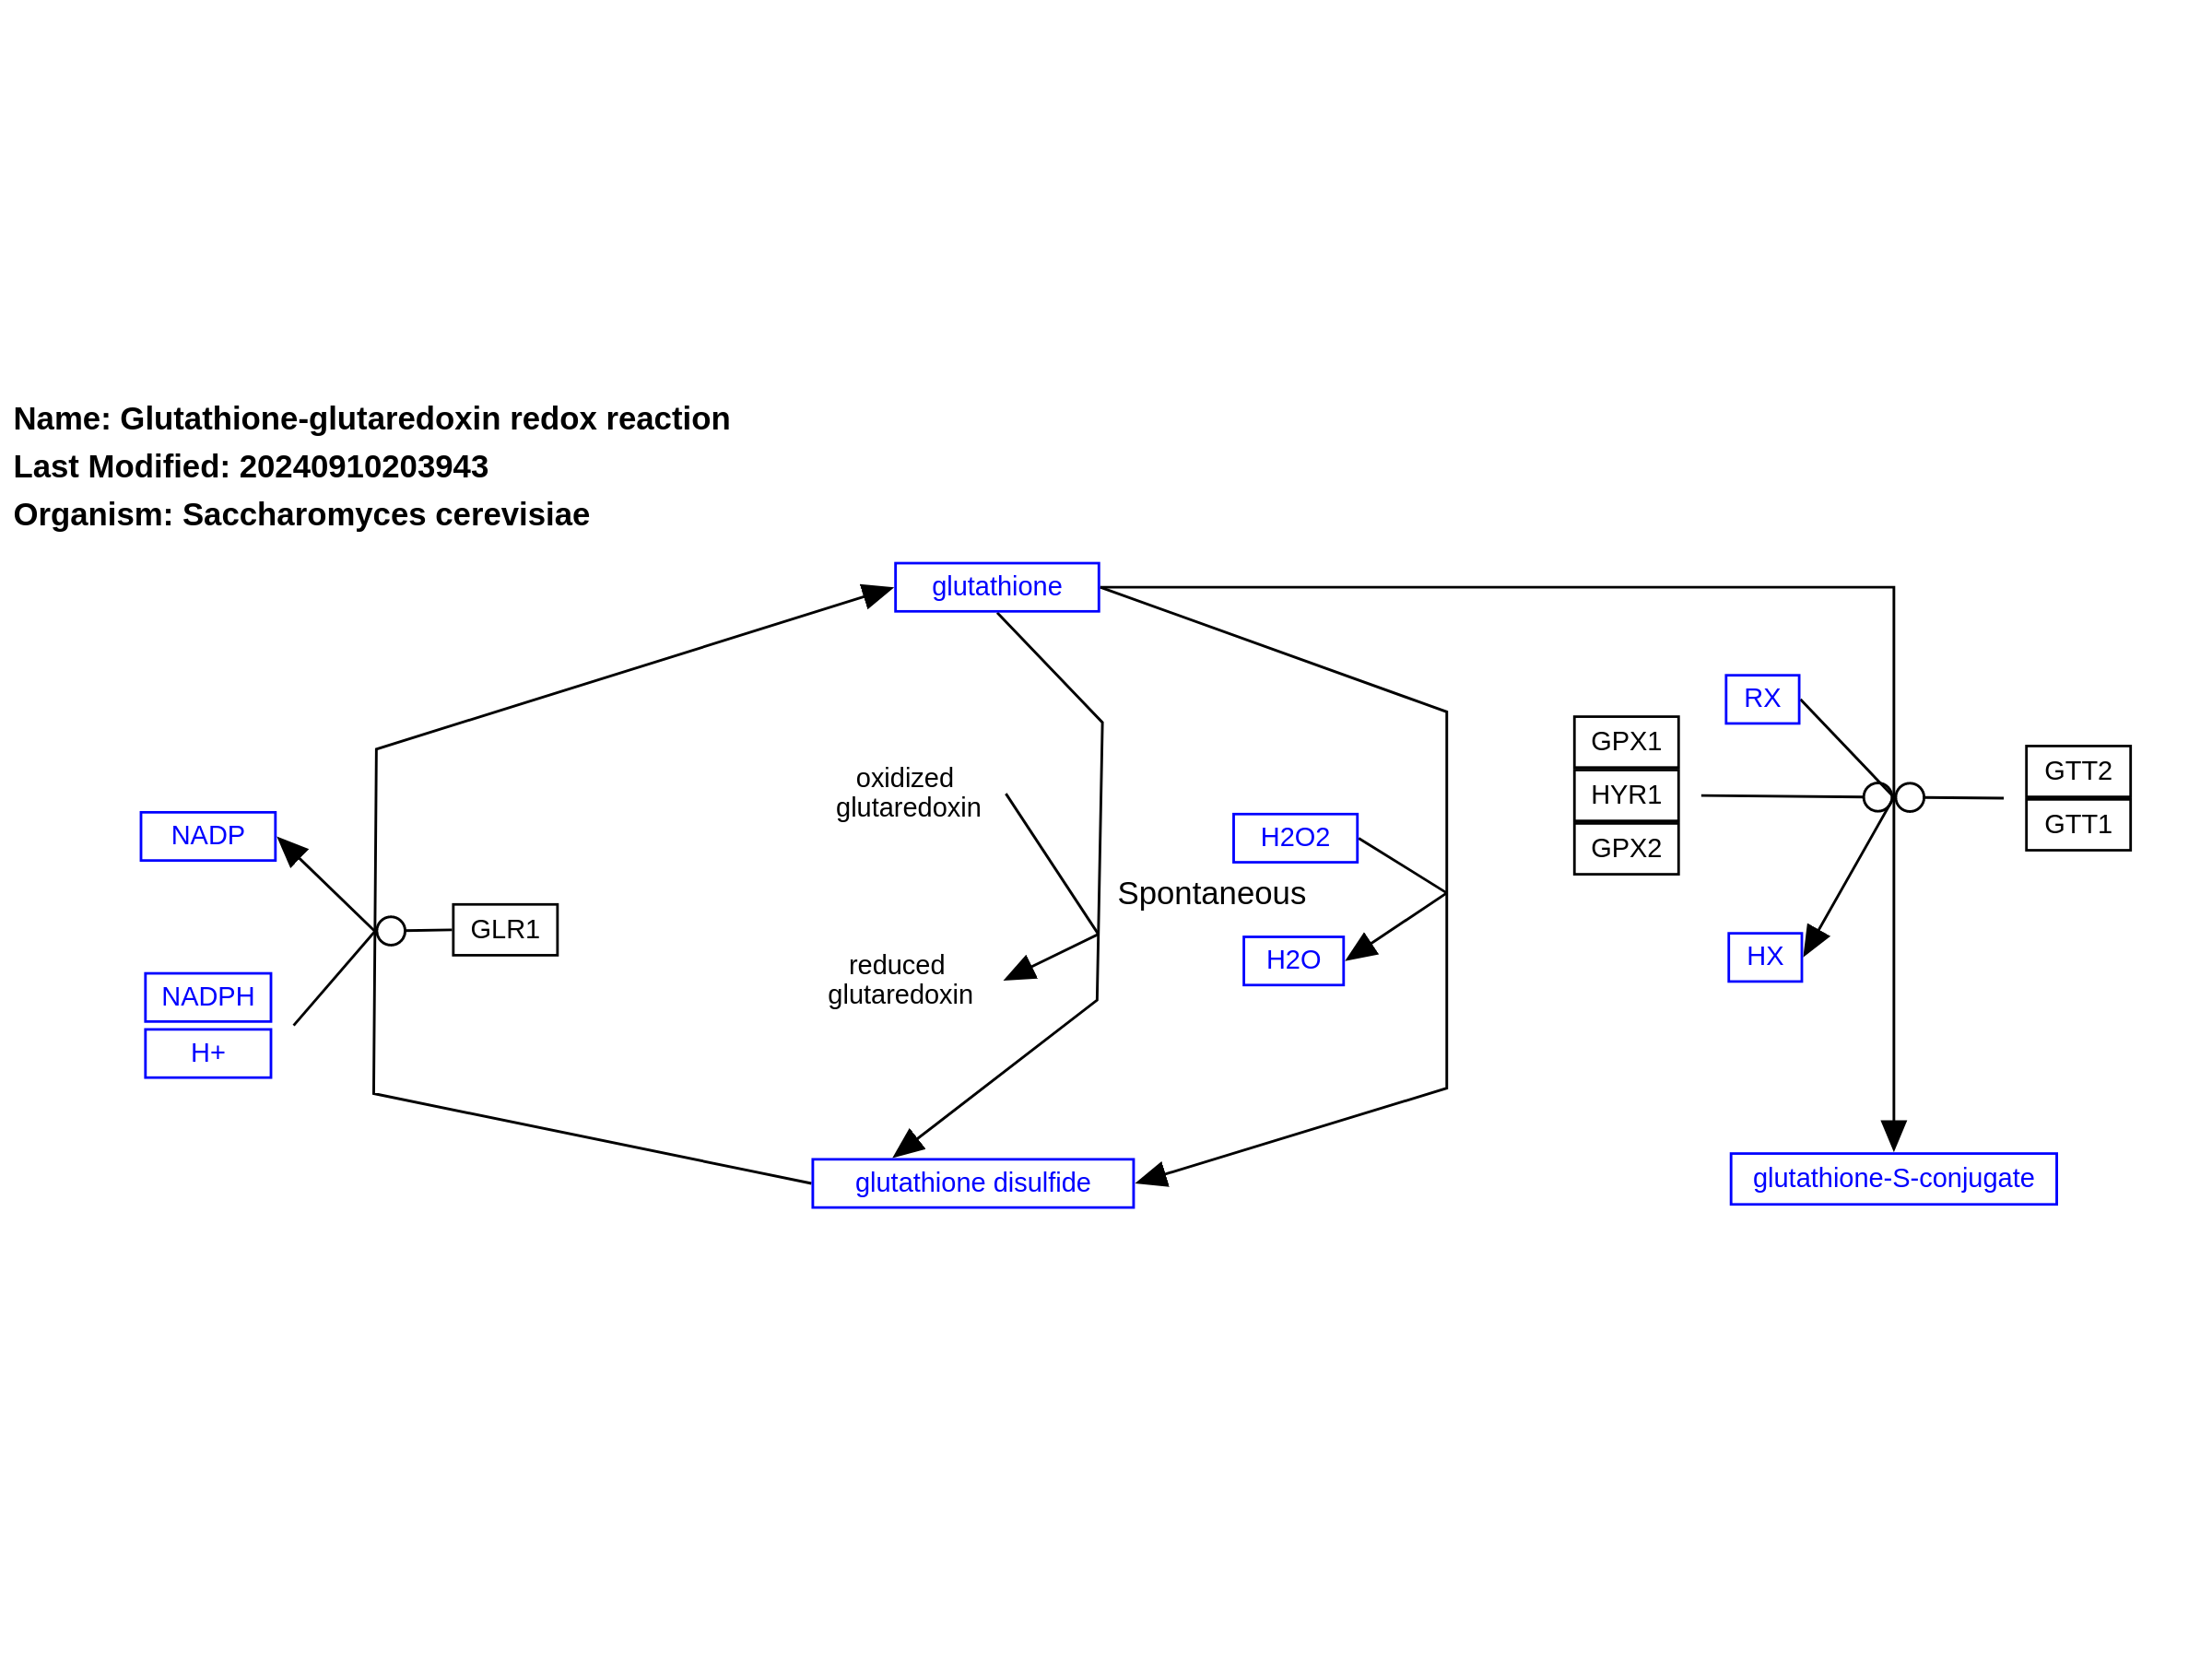 Name: Glutathione-glutaredoxin redox reaction
Last Modified: 20240910203943
Organism: Saccharomyces cerevisiae
glutathione
RX
GPX1
HYR1
GPX2
GTT2
GTT1
oxidized
glutaredoxin
NADP
H2O2
Spontaneous
GLR1
reduced
glutaredoxin
H2O
HX
NADPH
H+
glutathione disulfide
glutathione-S-conjugate